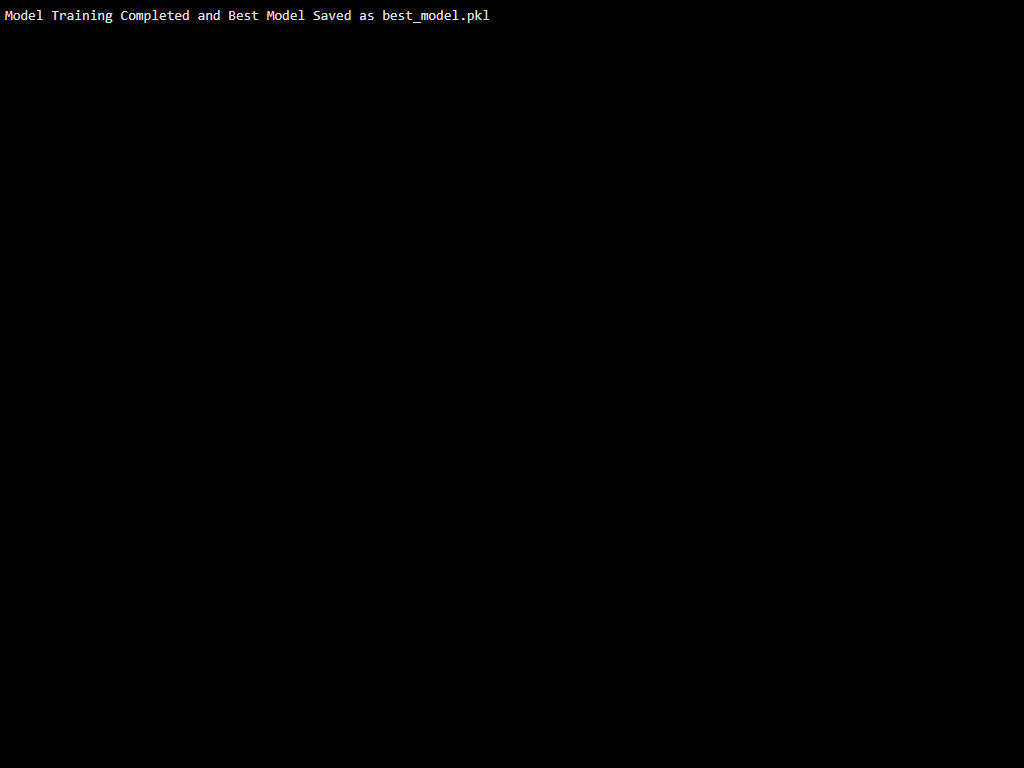 Model Training Completed and Best Model Saved as best_model.pkl